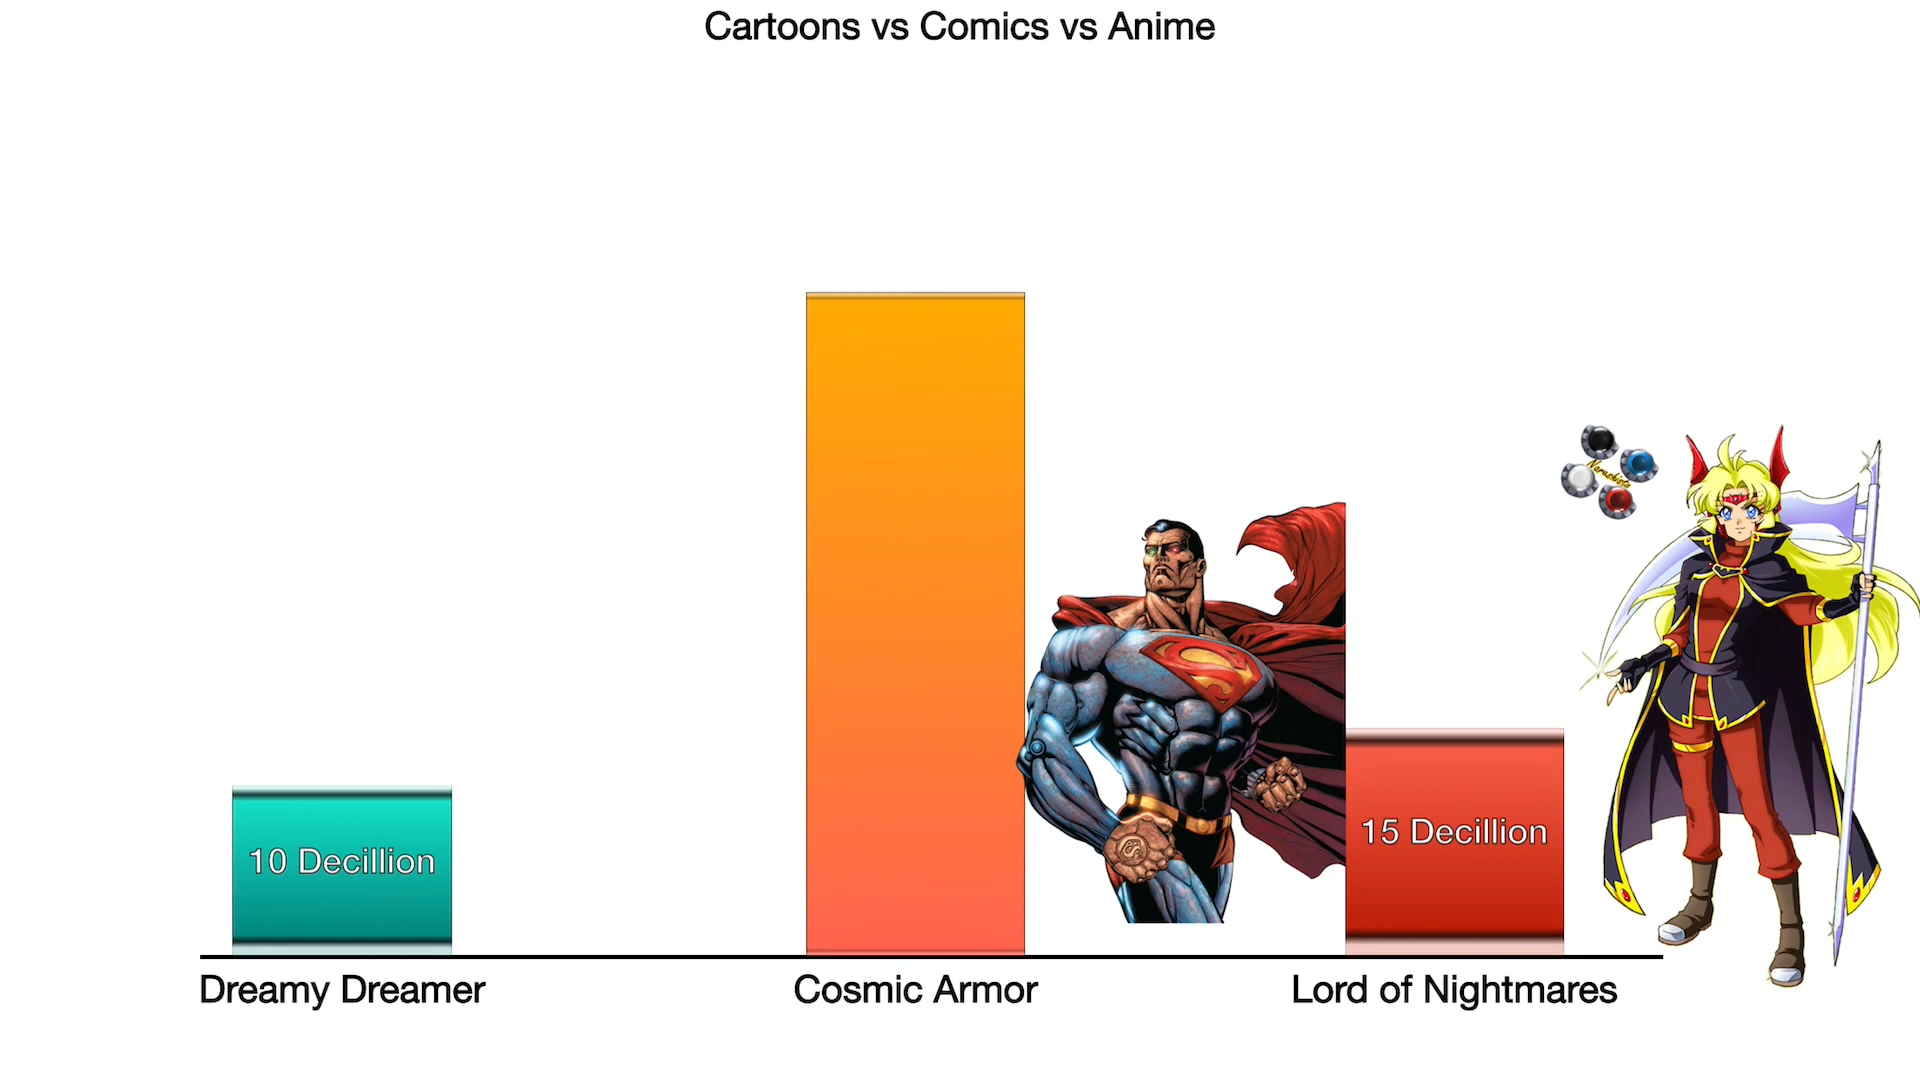 Cartoons vs Comics vs Anime
10 Decillion
15 Decillion
Dreamy Dreamer
Cosmic Armor
Lord of Nightmares